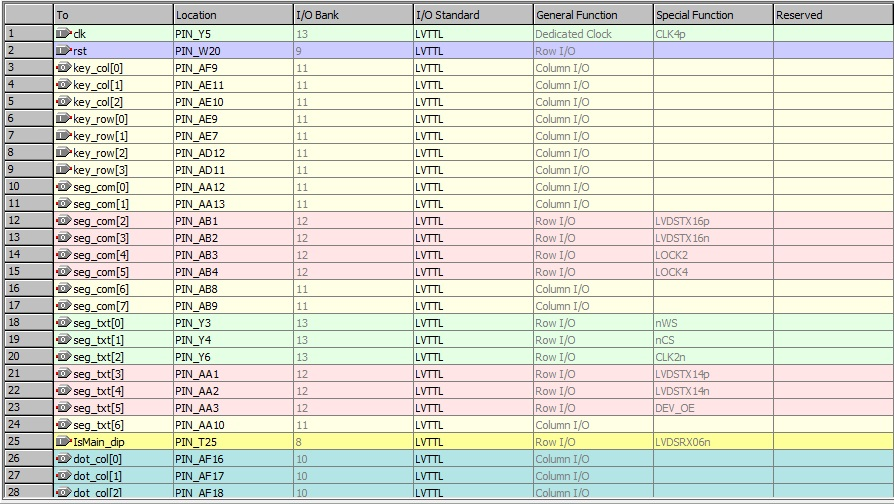 To Location I/O Bank I/O Standard General Function Special Function Reserved
1 clk PIN_Y5 13 LVTTL Dedicated Clock CLK4p
2 rst PIN_W20 9 LVTTL Row I/O
3 key_col[0] PIN_AF9 11 LVTTL Column I/O
4 key_col[1] PIN_AE11 11 LVTTL Column I/O
5 key_col[2] PIN_AE10 11 LVTTL Column I/O
6 key_row[0] PIN_AE9 11 LVTTL Column I/O
7 key_row[1] PIN_AE7 11 LVTTL Column I/O
8 key_row[2] PIN_AD12 11 LVTTL Column I/O
9 key_row[3] PIN_AD11 11 LVTTL Column I/O
10 seg_com[0] PIN_AA12 11 LVTTL Column I/O
11 seg_com[1] PIN_AA13 11 LVTTL Column I/O
12 seg_com[2] PIN_AB1 12 LVTTL Row I/O LVDSTX16p
13 seg_com[3] PIN_AB2 12 LVTTL Row I/O LVDSTX16n
14 seg_com[4] PIN_AB3 12 LVTTL Row I/O LOCK2
15 seg_com[5] PIN_AB4 12 LVTTL Row I/O LOCK4
16 seg_com[6] PIN_AB8 11 LVTTL Column I/O
17 seg_com[7] PIN_AB9 11 LVTTL Column I/O
18 seg_txt[0] PIN_Y3 13 LVTTL Row I/O nWS
19 seg_txt[1] PIN_Y4 13 LVTTL Row I/O nCS
20 seg_txt[2] PIN_Y6 13 LVTTL Row I/O CLK2n
21 seg_txt[3] PIN_AA1 12 LVTTL Row I/O LVDSTX14p
22 seg_txt[4] PIN_AA2 12 LVTTL Row I/O LVDSTX14n
23 seg_txt[5] PIN_AA3 12 LVTTL Row I/O DEV_OE
24 seg_txt[6] PIN_AA10 11 LVTTL Column I/O
25 IsMain_dip PIN_T25 8 LVTTL Row I/O LVDSRX06n
26 dot_col[0] PIN_AF16 10 LVTTL Column I/O
27 dot_col[1] PIN_AF17 10 LVTTL Column I/O
28 dot_col[2] PIN_AF18 10 LVTTL Column I/O